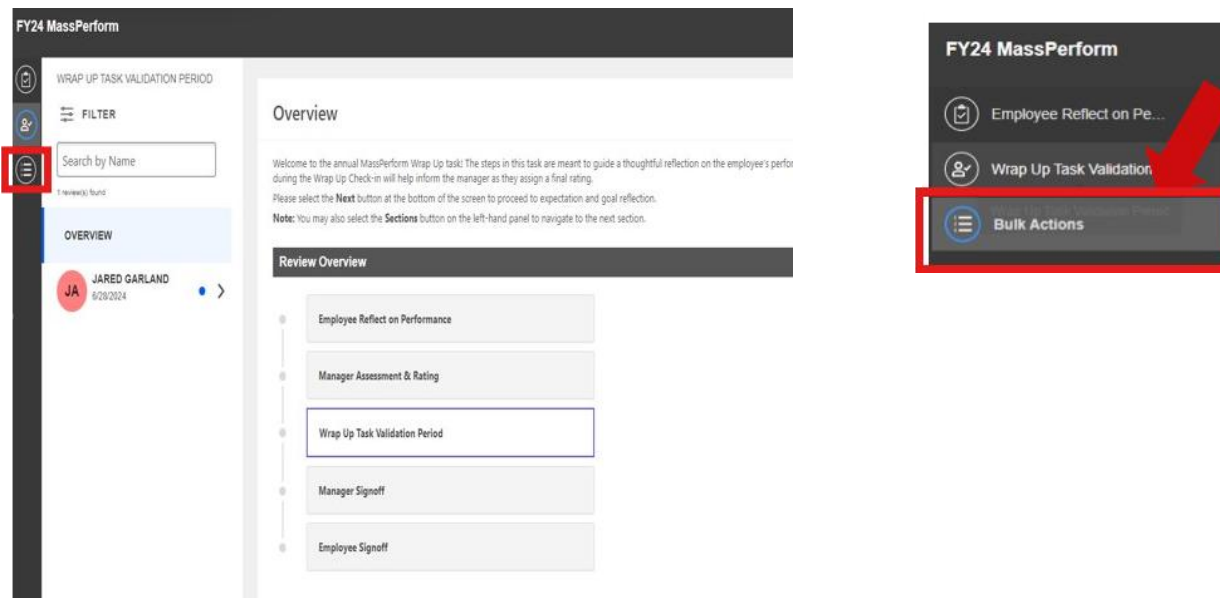 FY24 MassPerform
WRAP UP TASK VALIDATION PERIOD
FILTER
Search by Name
1 review(s) found
OVERVIEW
JA
JARED GARLAND
6/28/2024
Overview
Welcome to the annual MassPerform Wrap Up task! The steps in this task are meant to guide a thoughtful reflection on the employee's perfor
during the Wrap Up Check-in will help inform the manager as they assign a final rating.
Please select the Next button at the bottom of the screen to proceed to expectation and goal reflection.
Note: You may also select the Sections button on the left-hand panel to navigate to the next section.
Review Overview
Employee Reflect on Performance
Manager Assessment & Rating
Wrap Up Task Validation Period
Manager Signoff
Employee Signoff
FY24 MassPerform
Employee Reflect on Pe...
Wrap Up Task Validation
Wrap Up Task Validation Period
Bulk Actions